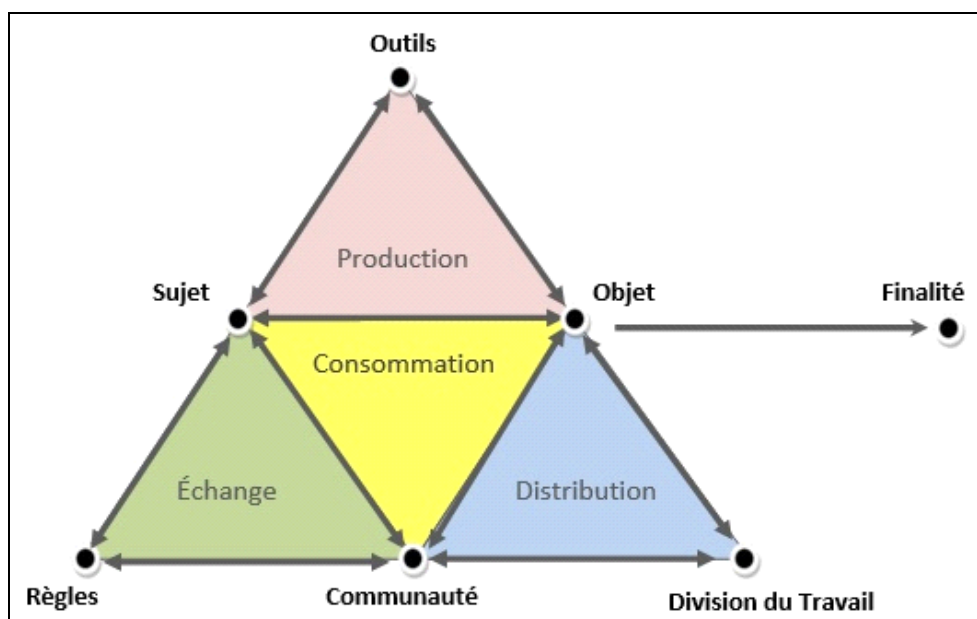 Outils
Production
Sujet
Objet
Finalité
Consommation
Échange
Distribution
Règles
Communauté
Division du Travail